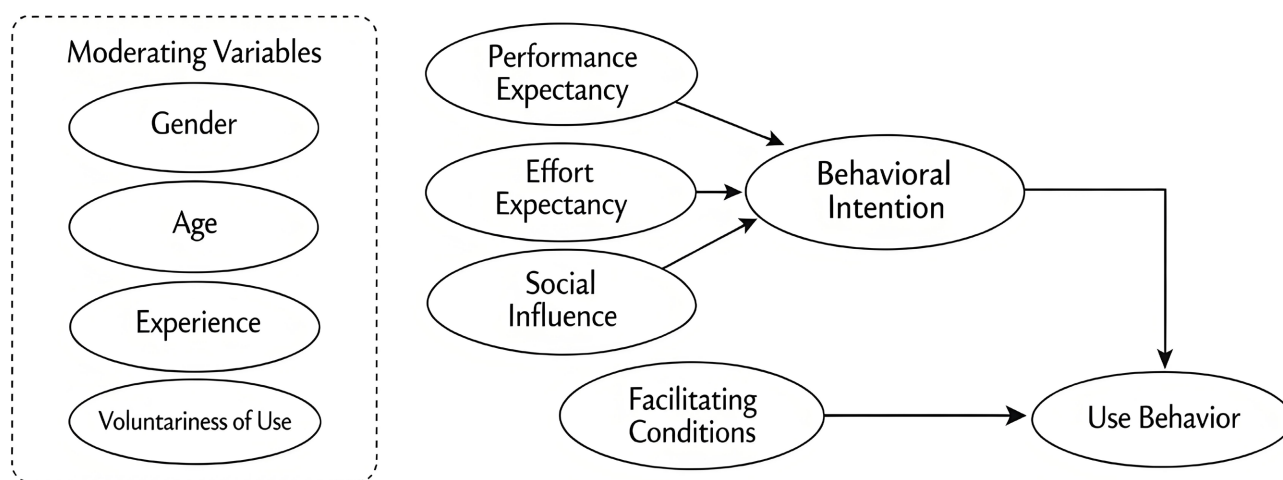 Moderating Variables
Gender
Age
Experience
Voluntariness of Use
Performance
Expectancy
Effort
Expectancy
Social
Influence
Facilitating
Conditions
Behavioral
Intention
Use Behavior